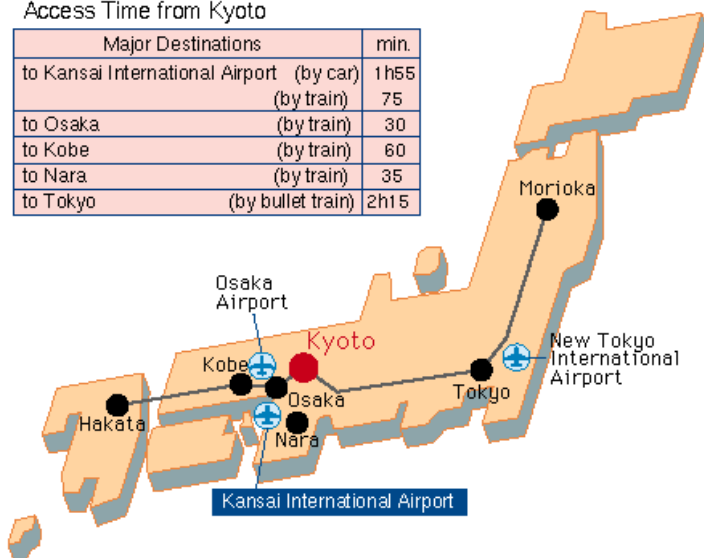 Access Time from Kyoto
Major Destinations min.
to Kansai International Airport (by car) 1h55
(by train) 75
to Osaka (by train) 30
to Kobe (by train) 60
to Nara (by train) 35
to Tokyo (by bullet train) 2h15
Morioka
Osaka
Airport
Kyoto
New Tokyo
International
Airport
Kobe
Osaka
Tokyo
Hakata
Nara
Kansai International Airport